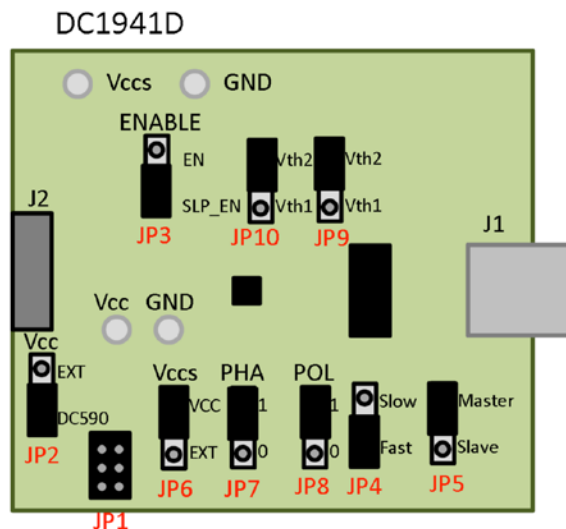 DC1941D
Vccs GND
ENABLE
EN
SLP_EN
JP3
Vth2
Vth1
JP10
Vth2
Vth1
JP9
J2
J1
Vcc GND
Vcc
EXT
DC590
JP2
JP1
Vccs
VCC
EXT
JP6
PHA
1
0
JP7
POL
1
0
JP8
Slow
Fast
JP4
Master
Slave
JP5